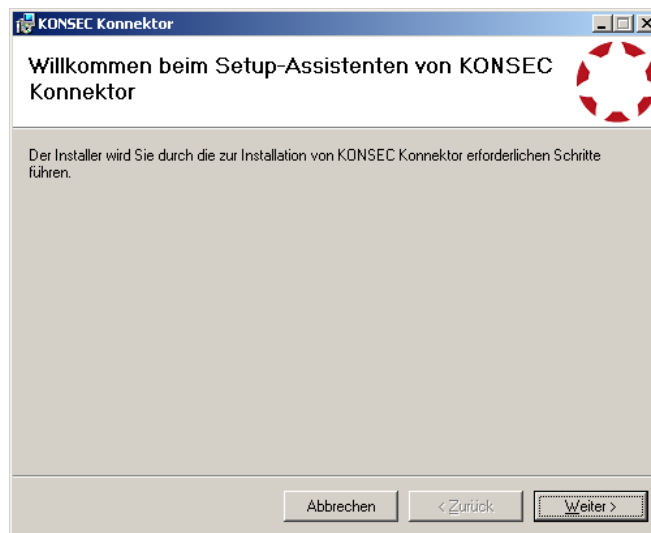 KONSEC Konnektor
Willkommen beim Setup-Assistenten von KONSEC
Konnektor
Der Installer wird Sie durch die zur Installation von KONSEC Konnektor erforderlichen Schritte
führen.
Abbrechen
< Zurück
Weiter >